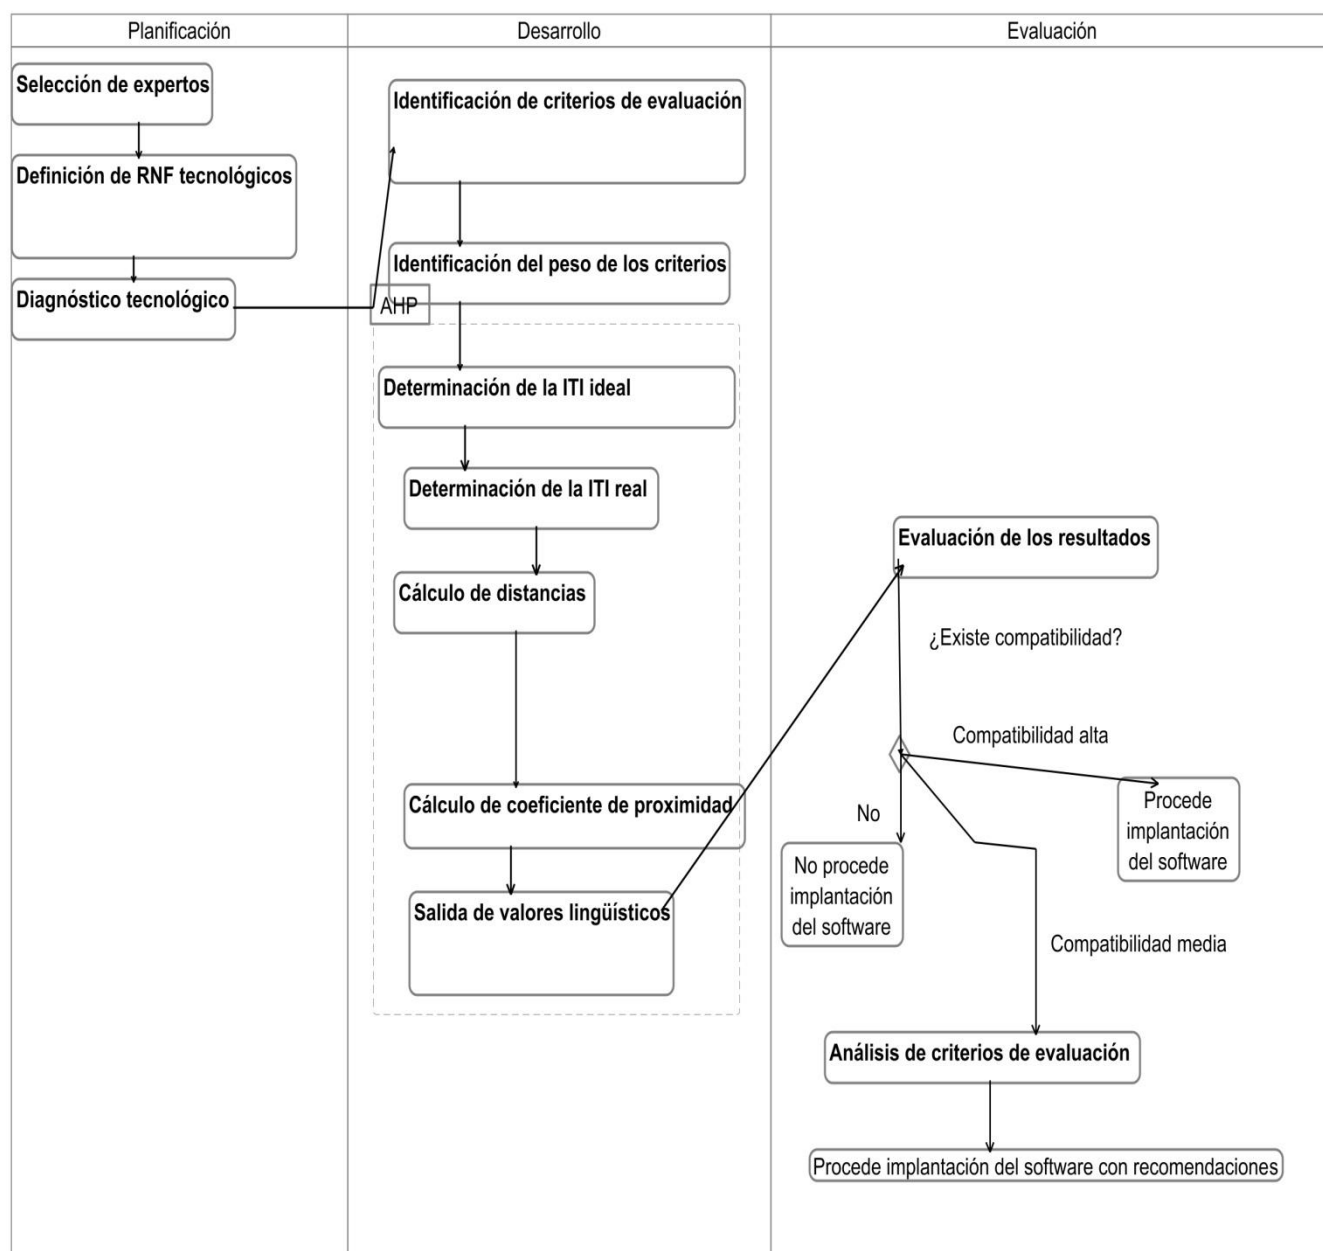 Planificación
Desarrollo
Evaluación
Selección de expertos
Definición de RNF tecnológicos
Diagnóstico tecnológico
Identificación de criterios de evaluación
Identificación del peso de los criterios
AHP
Determinación de la ITI ideal
Determinación de la ITI real
Cálculo de distancias
Cálculo de coeficiente de proximidad
Salida de valores lingüísticos
Evaluación de los resultados
¿Existe compatibilidad?
Compatibilidad alta
Procede
implantación
del software
No
No procede
implantación
del software
Compatibilidad media
Análisis de criterios de evaluación
Procede implantación del software con recomendaciones